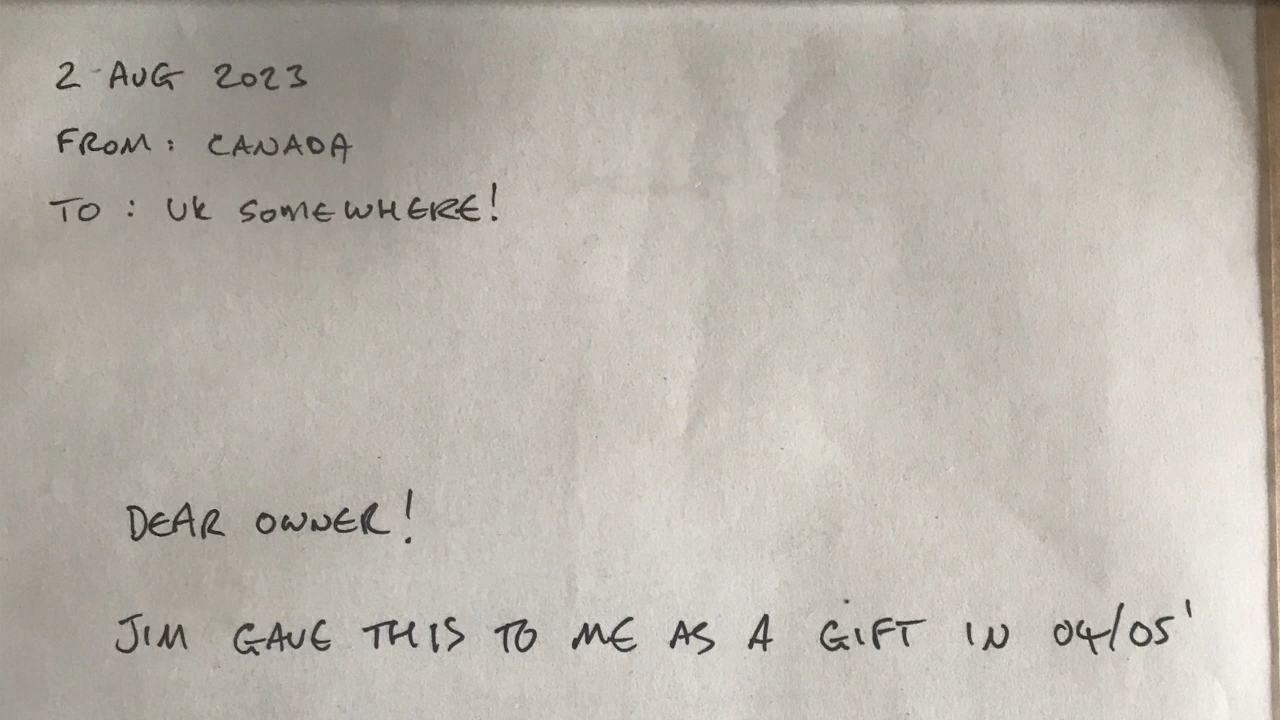 2 AUG 2023
FROM: CANADA
TO: UK SOMEWHERE!
DEAR OWNER!
JIM GAVE THIS TO ME AS A GIFT IN 04/05'